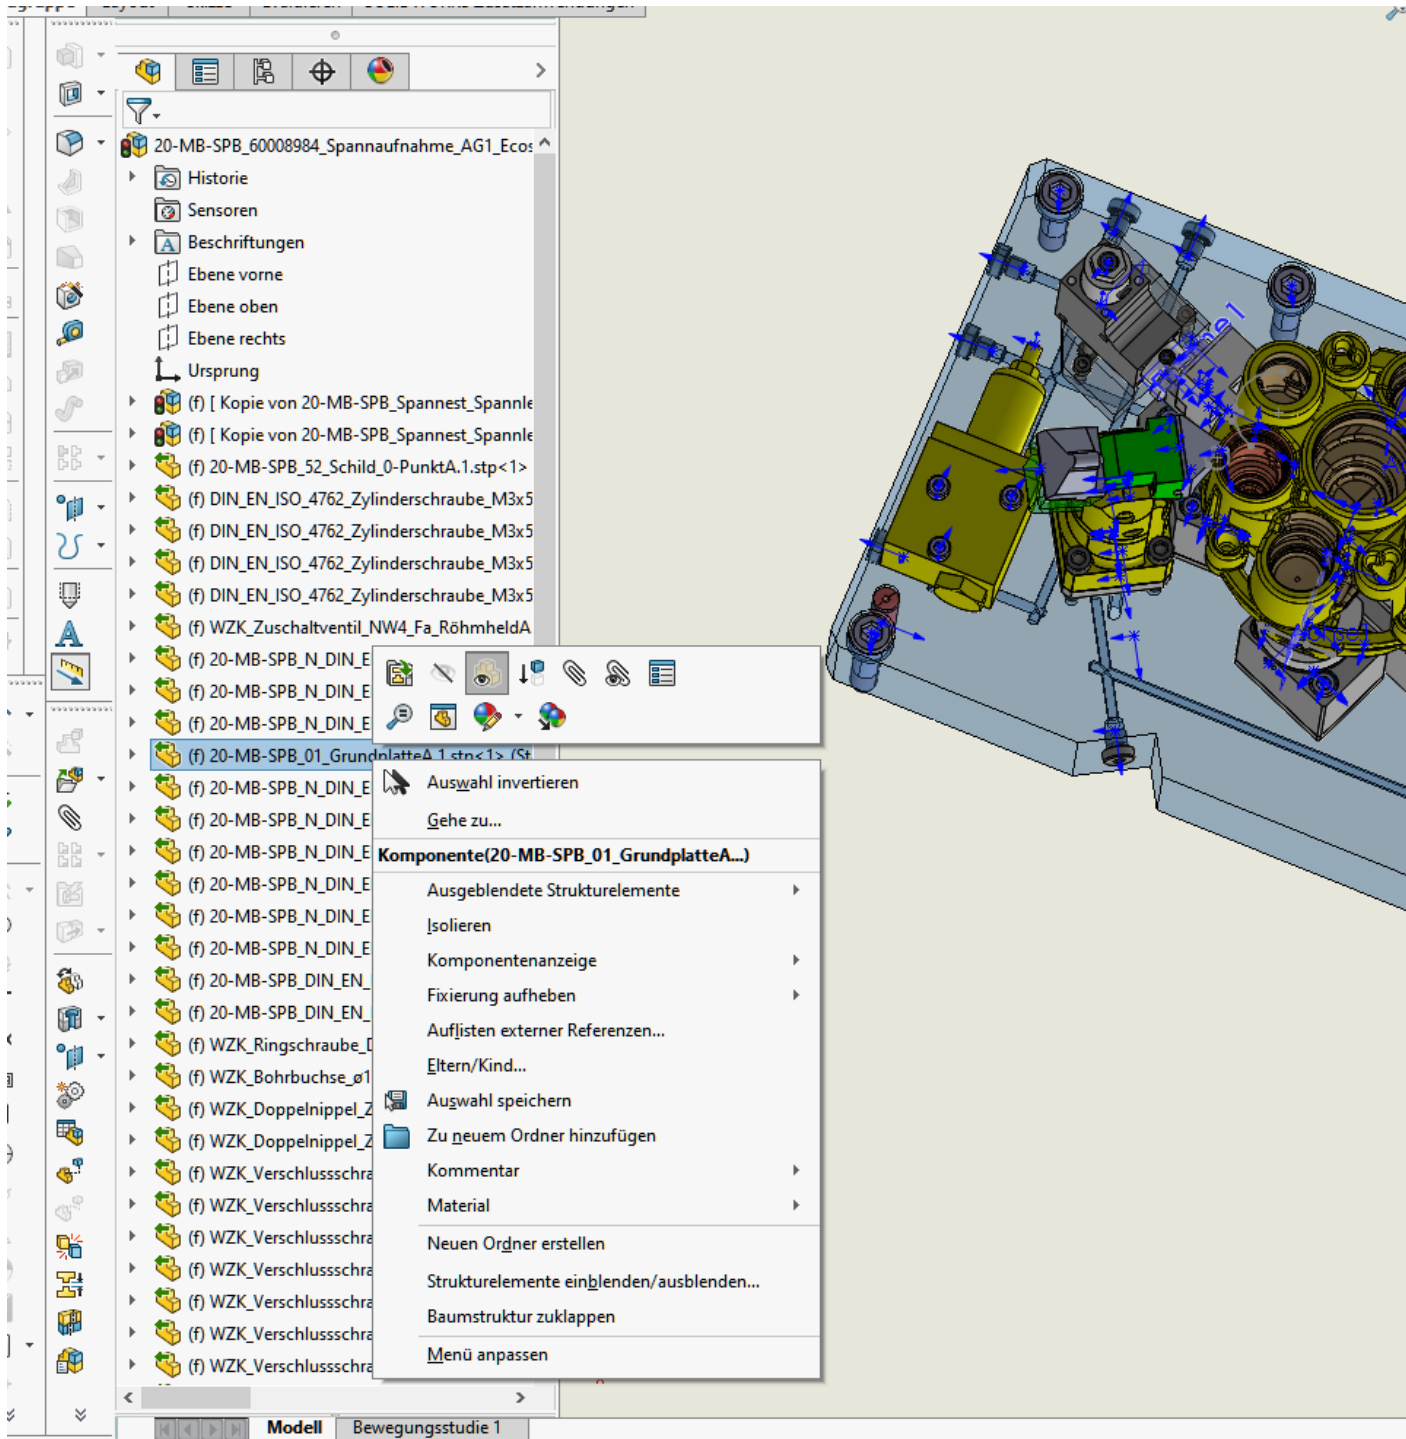 SOLIDWORKS Zusatzanwendungen
20-MB-SPB_60008984_Spannaufnahme_AG1_Ecos
Historie
Sensoren
Beschriftungen
Ebene vorne
Ebene oben
Ebene rechts
Ursprung
(f) [ Kopie von 20-MB-SPB_Spannest_Spannle
(f) [ Kopie von 20-MB-SPB_Spannest_Spannle
(f) 20-MB-SPB_52_Schild_0-PunktA.1.stp<1>
(f) DIN_EN_ISO_4762_Zylinderschraube_M3x5
(f) DIN_EN_ISO_4762_Zylinderschraube_M3x5
(f) DIN_EN_ISO_4762_Zylinderschraube_M3x5
(f) DIN_EN_ISO_4762_Zylinderschraube_M3x5
(f) WZK_Zuschaltventil_NW4_Fa_RöhmheldA
(f) 20-MB-SPB_N_DIN_E
(f) 20-MB-SPB_N_DIN_E
(f) 20-MB-SPB_N_DIN_E
(f) 20-MB-SPB_01_GrundplatteA.1.stp<1> (St
(f) 20-MB-SPB_N_DIN_E
(f) 20-MB-SPB_N_DIN_E
(f) 20-MB-SPB_N_DIN_E
(f) 20-MB-SPB_N_DIN_E
(f) 20-MB-SPB_N_DIN_E
(f) 20-MB-SPB_N_DIN_E
(f) 20-MB-SPB_DIN_EN_
(f) 20-MB-SPB_DIN_EN_
(f) WZK_Ringschraube_D
(f) WZK_Bohrbuchse_ø1
(f) WZK_Doppelnippel_Z
(f) WZK_Doppelnippel_Z
(f) WZK_Verschlussschra
(f) WZK_Verschlussschra
(f) WZK_Verschlussschra
(f) WZK_Verschlussschra
(f) WZK_Verschlussschra
(f) WZK_Verschlussschra
(f) WZK_Verschlussschra
Auswahl invertieren
Gehe zu...
Komponente(20-MB-SPB_01_GrundplatteA...)
Ausgeblendete Strukturelemente
Isolieren
Komponentenanzeige
Fixierung aufheben
Auflisten externer Referenzen...
Eltern/Kind...
Auswahl speichern
Zu neuem Ordner hinzufügen
Kommentar
Material
Neuen Ordner erstellen
Strukturelemente einblenden/ausblenden...
Baumstruktur zuklappen
Menü anpassen
Modell
Bewegungsstudie 1